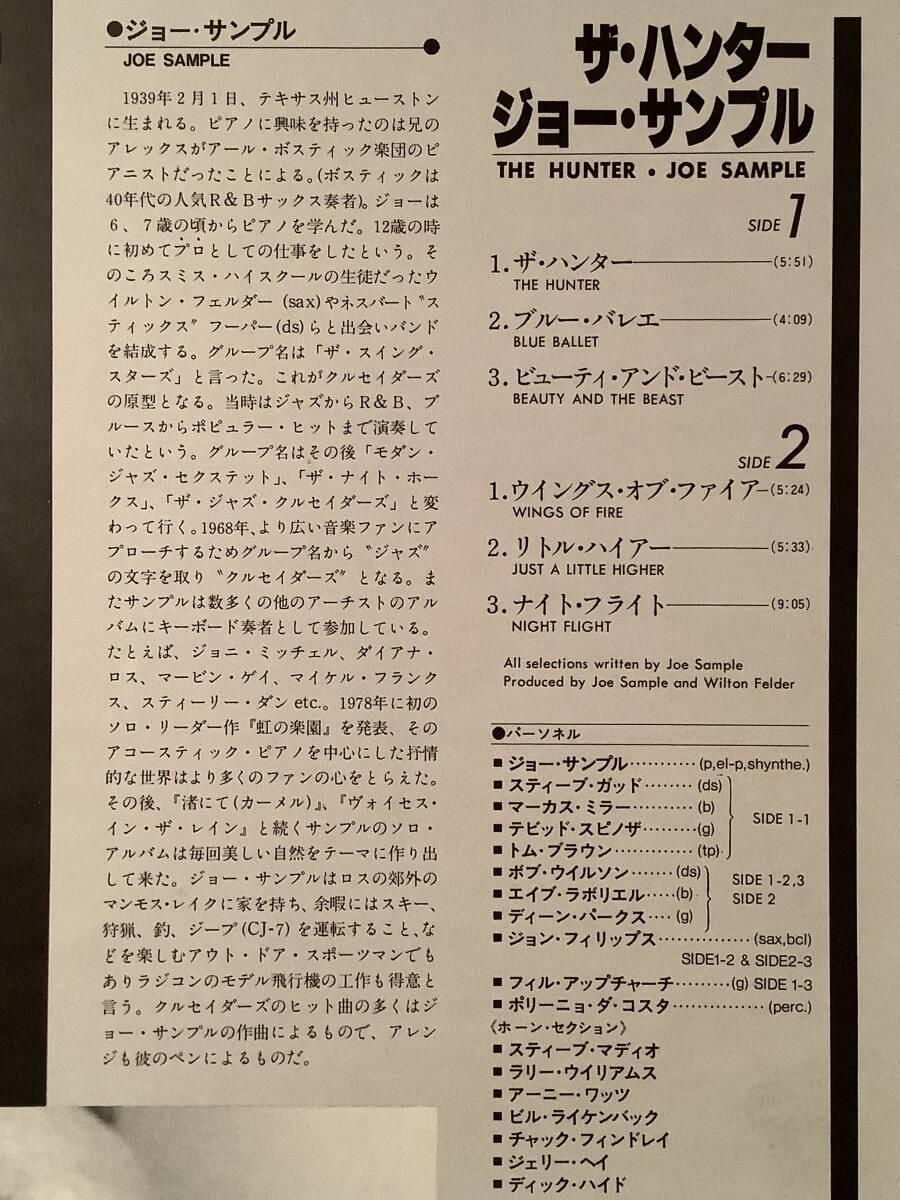 ●ジョー・サンプル
JOE SAMPLE
1939年2月1日、テキサス州ヒューストン
に生まれる。ピアノに興味を持ったのは兄の
アレックスがアール・ボスティック楽団のピ
アニストだったことによる。(ボスティックは
40年代の人気R&Bサックス奏者)。ジョーは
6、7歳の頃からピアノを学んだ。12歳の時
に初めてプロとしての仕事をしたという。そ
のころスミス・ハイスクールの生徒だったウ
イルトン・フェルダー (sax)やネスバート〝ス
ティックス〞フーパー(ds)らと出会いバンド
を結成する。グループ名は「ザ・スイング・
スターズ」と言った。これがクルセイダーズ
の原型となる。当時はジャズからR&B、ブ
ルースからポピュラー・ヒットまで演奏して
いたという。グループ名はその後「モダン・
ジャズ・セクステット」、「ザ・ナイト・ホー
クス」、「ザ・ジャズ・クルセイダーズ」と変
わって行く。1968年、より広い音楽ファンにア
プローチするためグループ名から〝ジャズ〞
の文字を取り〝クルセイダーズ〞となる。ま
たサンプルは数多くの他のアーチストのアル
バムにキーボード奏者として参加している。
たとえば、ジョニ・ミッチェル、ダイアナ・
ロス、マービン・ゲイ、マイケル・フランク
ス、スティーリー・ダン etc.。1978年に初の
ソロ・リーダー作『虹の楽園』を発表、その
アコースティック・ピアノを中心にした抒情
的な世界はより多くのファンの心をとらえた。
その後、『渚にて(カーメル)』、『ヴォイセス・
イン・ザ・レイン』と続くサンプルのソロ・
アルバムは毎回美しい自然をテーマに作り出
して来た。ジョー・サンプルはロスの郊外の
マンモス・レイクに家を持ち、余暇にはスキー、
狩猟、釣、ジープ(CJ-7)を運転すること、な
どを楽しむアウト・ドア・スポーツマンでも
ありラジコンのモデル飛行機の工作も得意と
言う。クルセイダーズのヒット曲の多くはジ
ョー・サンプルの作曲によるもので、アレン
ジも彼のペンによるものだ。
ザ・ハンター
ジョー・サンプル
THE HUNTER・JOE SAMPLE
SIDE 1
1.ザ・ハンター(5:51)
THE HUNTER
2.ブルー・バレエ(4:09)
BLUE BALLET
3.ビューティ・アンド・ビースト(6:29)
BEAUTY AND THE BEAST
SIDE 2
1.ウイングス・オブ・ファイアー(5:24)
WINGS OF FIRE
2.リトル・ハイアー(5:33)
JUST A LITTLE HIGHER
3.ナイト・フライト(9:05)
NIGHT FLIGHT
All selections written by Joe Sample
Produced by Joe Sample and Wilton Felder
●パーソネル
■ジョー・サンプル…………(p,el-p,shynthe.)
■スティーブ・ガッド………(ds)
■マーカス・ミラー…………(b)
SIDE 1-1
■テビッド・スピノザ………(g)
■トム・ブラウン……………(tp)
■ボブ・ウイルソン………(ds)
■エイブ・ラボリエル……(b)
SIDE 1-2,3
SIDE 2
■ディーン・パークス……(g)
■ジョン・フィリップス……………(sax,bcl)
SIDE1-2 & SIDE2-3
■フィル・アップチャーチ………(g) SIDE 1-3
■ポリーニョ・ダ・コスタ……………(perc.)
《ホーン・セクション》
■スティーブ・マディオ
■ラリー・ウイリアムス
■アーニー・ワッツ
■ビル・ライケンバック
■チャック・フィンドレイ
■ジェリー・ヘイ
■ディック・ハイド